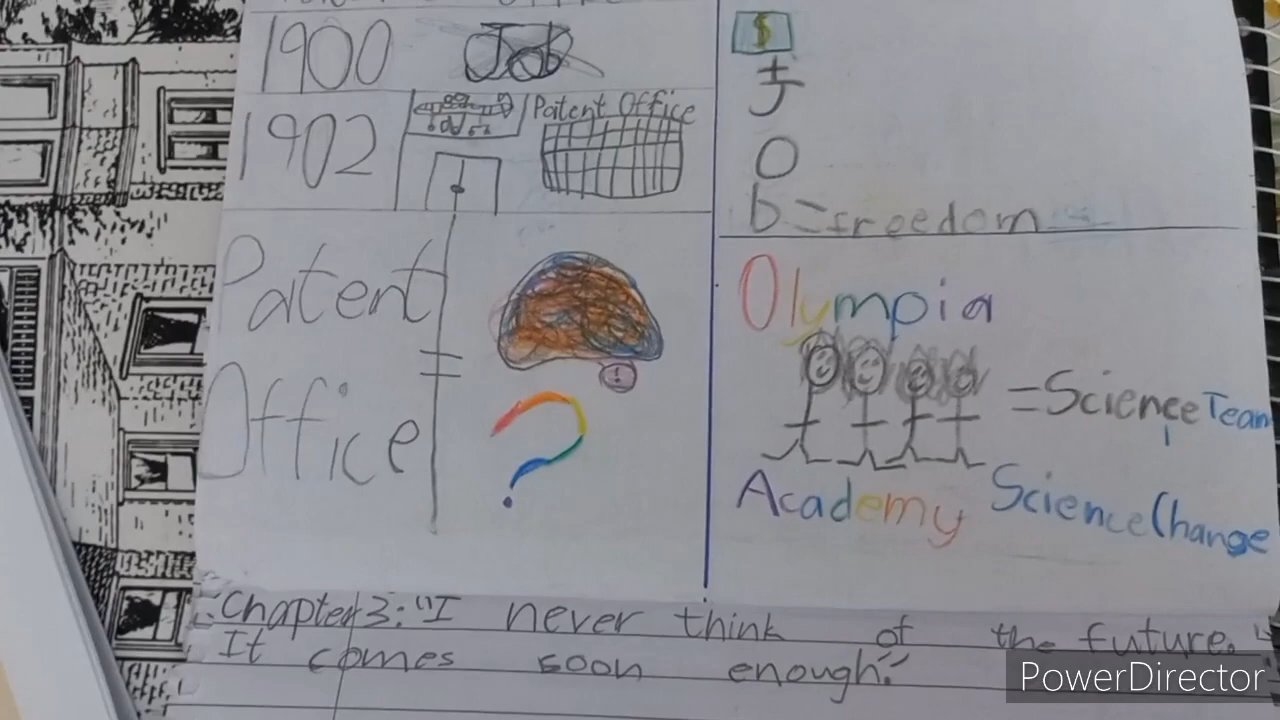 1900 Job
1902 Patent Office
Patent
Office
=
?
$
+
J
O
b = freedom
Olympia
= Science Team
Academy Science Change
Chapter 3: "I never think of the future.
It comes soon enough."
PowerDirector